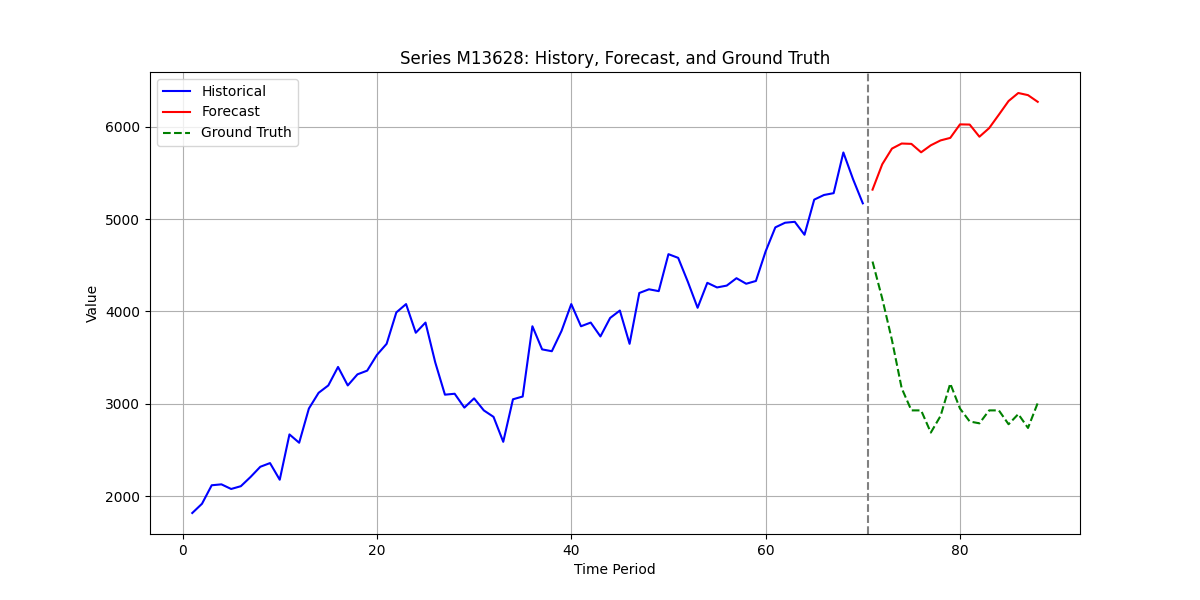 Series M13628: History, Forecast, and Ground Truth
Historical
Forecast
Ground Truth
6000
5000
4000
3000
2000
Value
0 20 40 60 80
Time Period